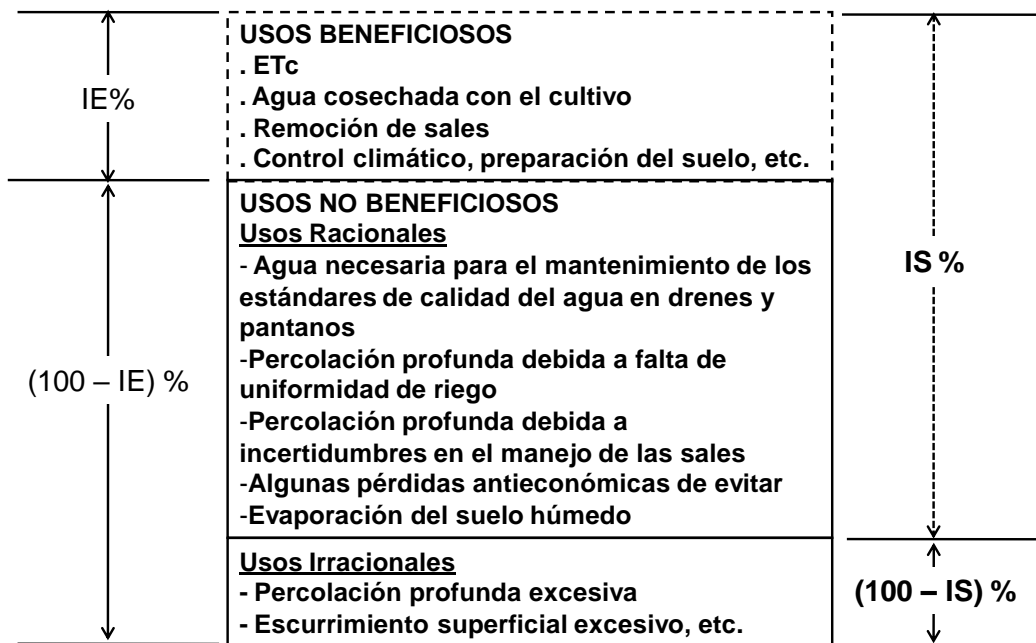 USOS BENEFICIOSOS
. ETc
. Agua cosechada con el cultivo
. Remoción de sales
. Control climático, preparación del suelo, etc.
IE%
USOS NO BENEFICIOSOS
Usos Racionales
- Agua necesaria para el mantenimiento de los
estándares de calidad del agua en drenes y
pantanos
-Percolación profunda debida a falta de
uniformidad de riego
-Percolación profunda debida a
incertidumbres en el manejo de las sales
-Algunas pérdidas antieconómicas de evitar
-Evaporación del suelo húmedo
(100 – IE) %
IS %
Usos Irracionales
- Percolación profunda excesiva
- Escurrimiento superficial excesivo, etc.
(100 – IS) %